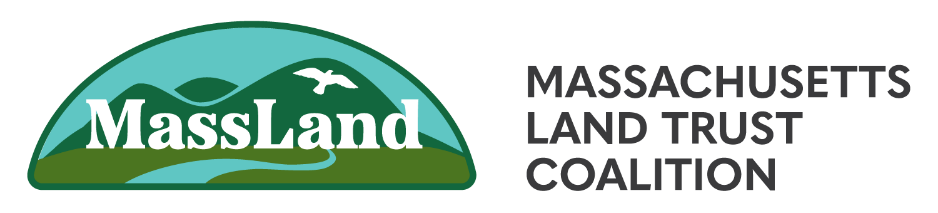 MassLand
MASSACHUSETTS
LAND TRUST
COALITION